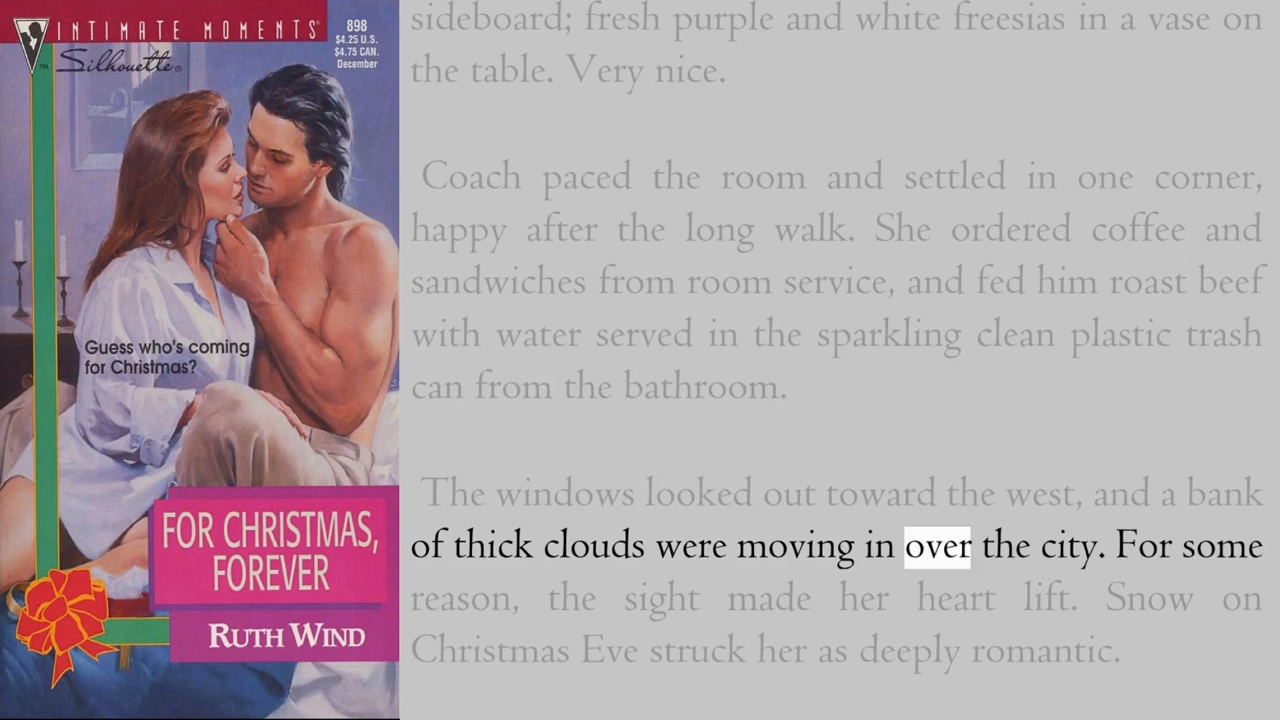 INTIMATE MOMENTS®
Silhouette®
TM
898
$4.25 U.S.
$4.75 CAN.
December
Guess who's coming
for Christmas?
FOR CHRISTMAS,
FOREVER
RUTH WIND
sideboard; fresh purple and white freesias in a vase on
the table. Very nice.
Coach paced the room and settled in one corner,
happy after the long walk. She ordered coffee and
sandwiches from room service, and fed him roast beef
with water served in the sparkling clean plastic trash
can from the bathroom.
The windows looked out toward the west, and a bank
of thick clouds were moving in over the city. For some
reason, the sight made her heart lift. Snow on
Christmas Eve struck her as deeply romantic.